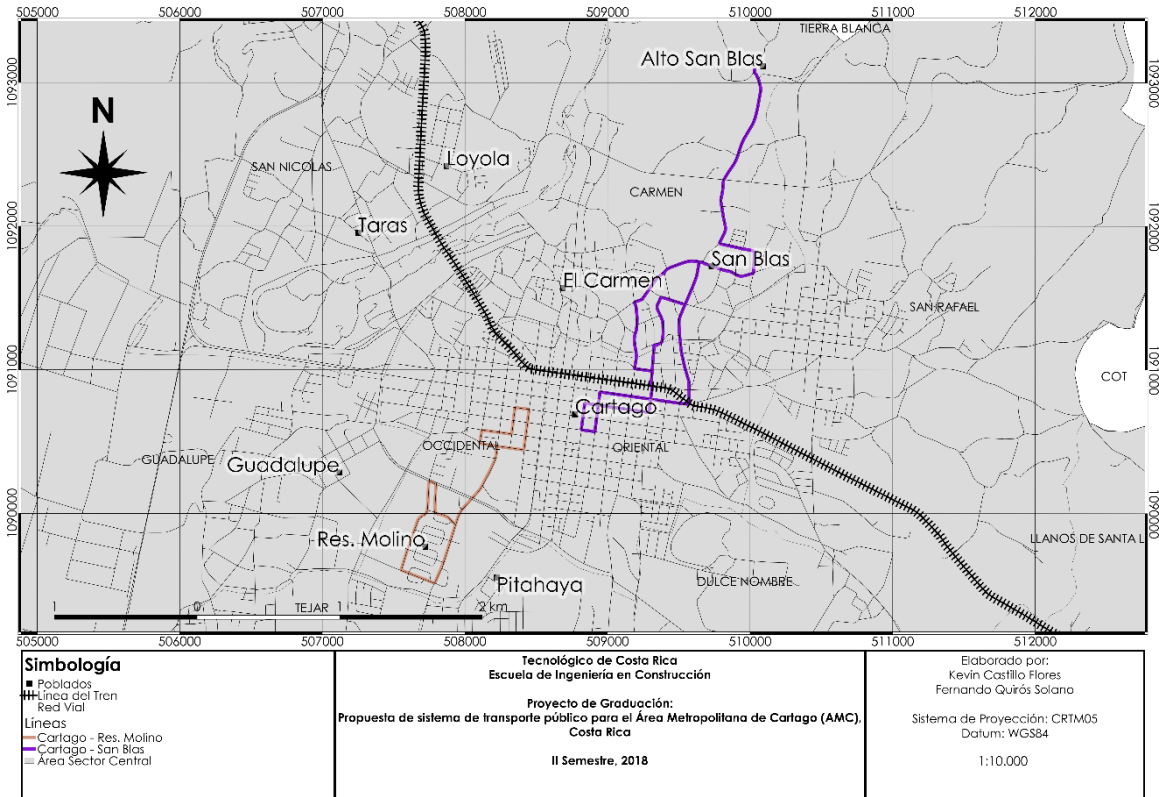 505000 506000 507000 508000 509000 510000 511000 512000
TIERRA BLANCA
Alto San Blas
1093000 1093000
N
Loyola
SAN NICOLAS
CARMEN
Taras
1092000 1092000
San Blas
El Carmen
SAN RAFAEL
1091000 1091000
COT
Cartago
OCCIDENTAL
ORIENTAL
GUADALUPE
Guadalupe
1090000 1090000
Res. Molino
LLANOS DE SANTA L
DULCE NOMBRE
Pitahaya
1 0 TEJAR 1 2 km
505000 506000 507000 508000 509000 510000 511000 512000
Simbología
Poblados
Línea del Tren
Red Vial
Líneas
Cartago - Res. Molino
Cartago - San Blas
Área Sector Central
Tecnológico de Costa Rica
Escuela de Ingeniería en Construcción
Proyecto de Graduación:
Propuesta de sistema de transporte público para el Área Metropolitana de Cartago (AMC),
Costa Rica
II Semestre, 2018
Elaborado por:
Kevin Castillo Flores
Fernando Quirós Solano
Sistema de Proyección: CRTM05
Datum: WGS84
1:10.000